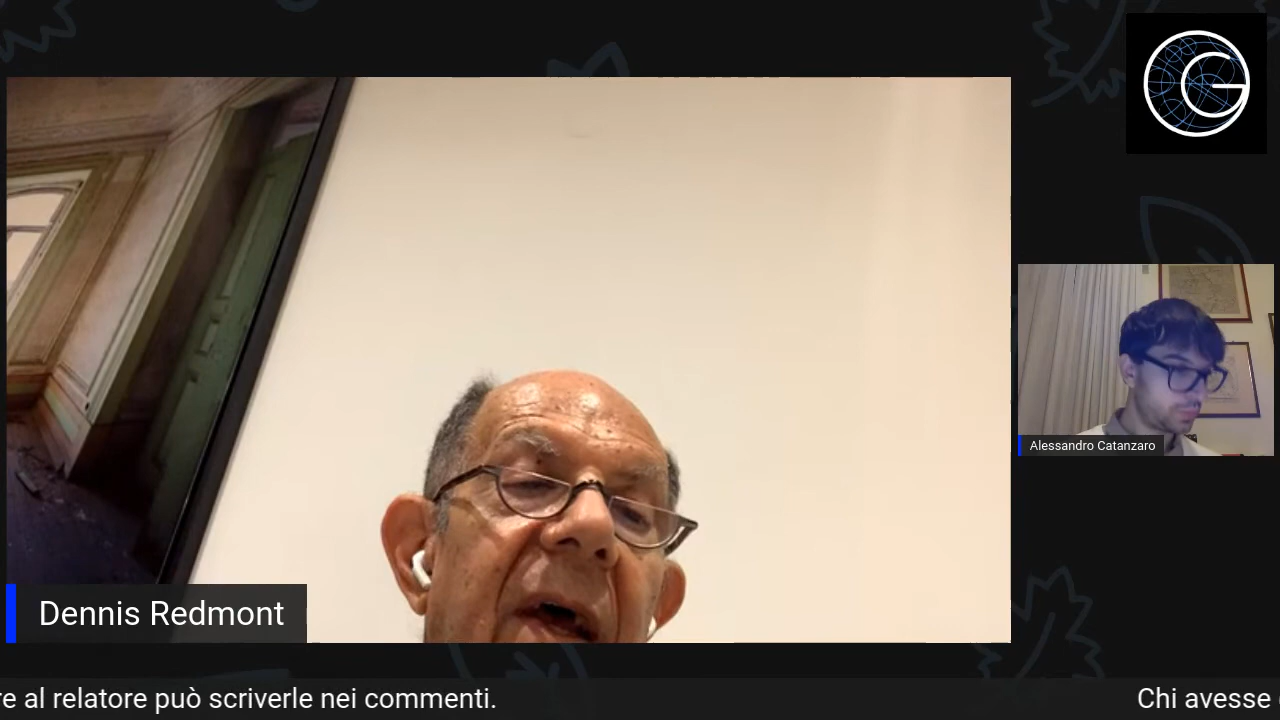 Alessandro Catanzaro
Dennis Redmont
re al relatore può scriverle nei commenti. Chi avesse